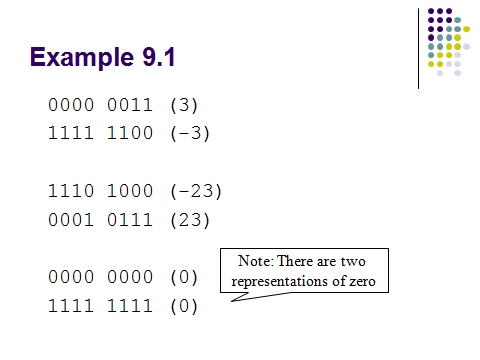 Example 9.1
0000 0011 (3)
1111 1100 (-3)
1110 1000 (-23)
0001 0111 (23)
0000 0000 (0)
1111 1111 (0)
Note: There are two
representations of zero